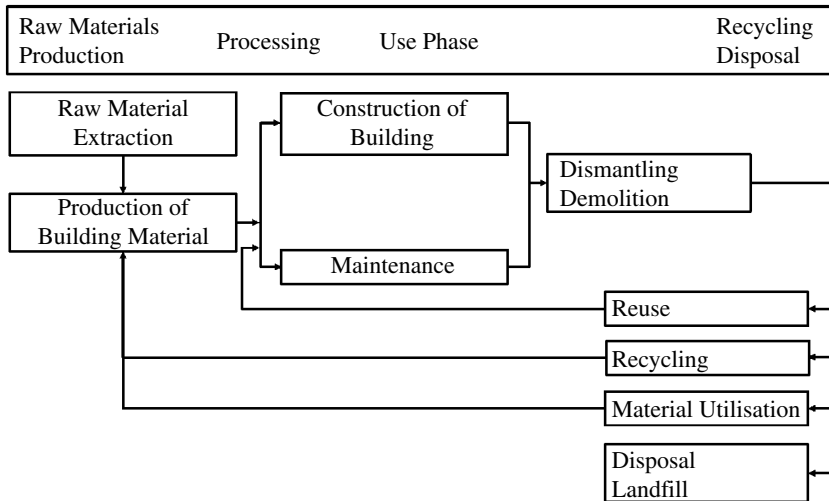 Raw Materials
Production
Processing
Use Phase
Recycling
Disposal
Raw Material
Extraction
Construction of
Building
Dismantling
Demolition
Production of
Building Material
Maintenance
Reuse
Recycling
Material Utilisation
Disposal
Landfill